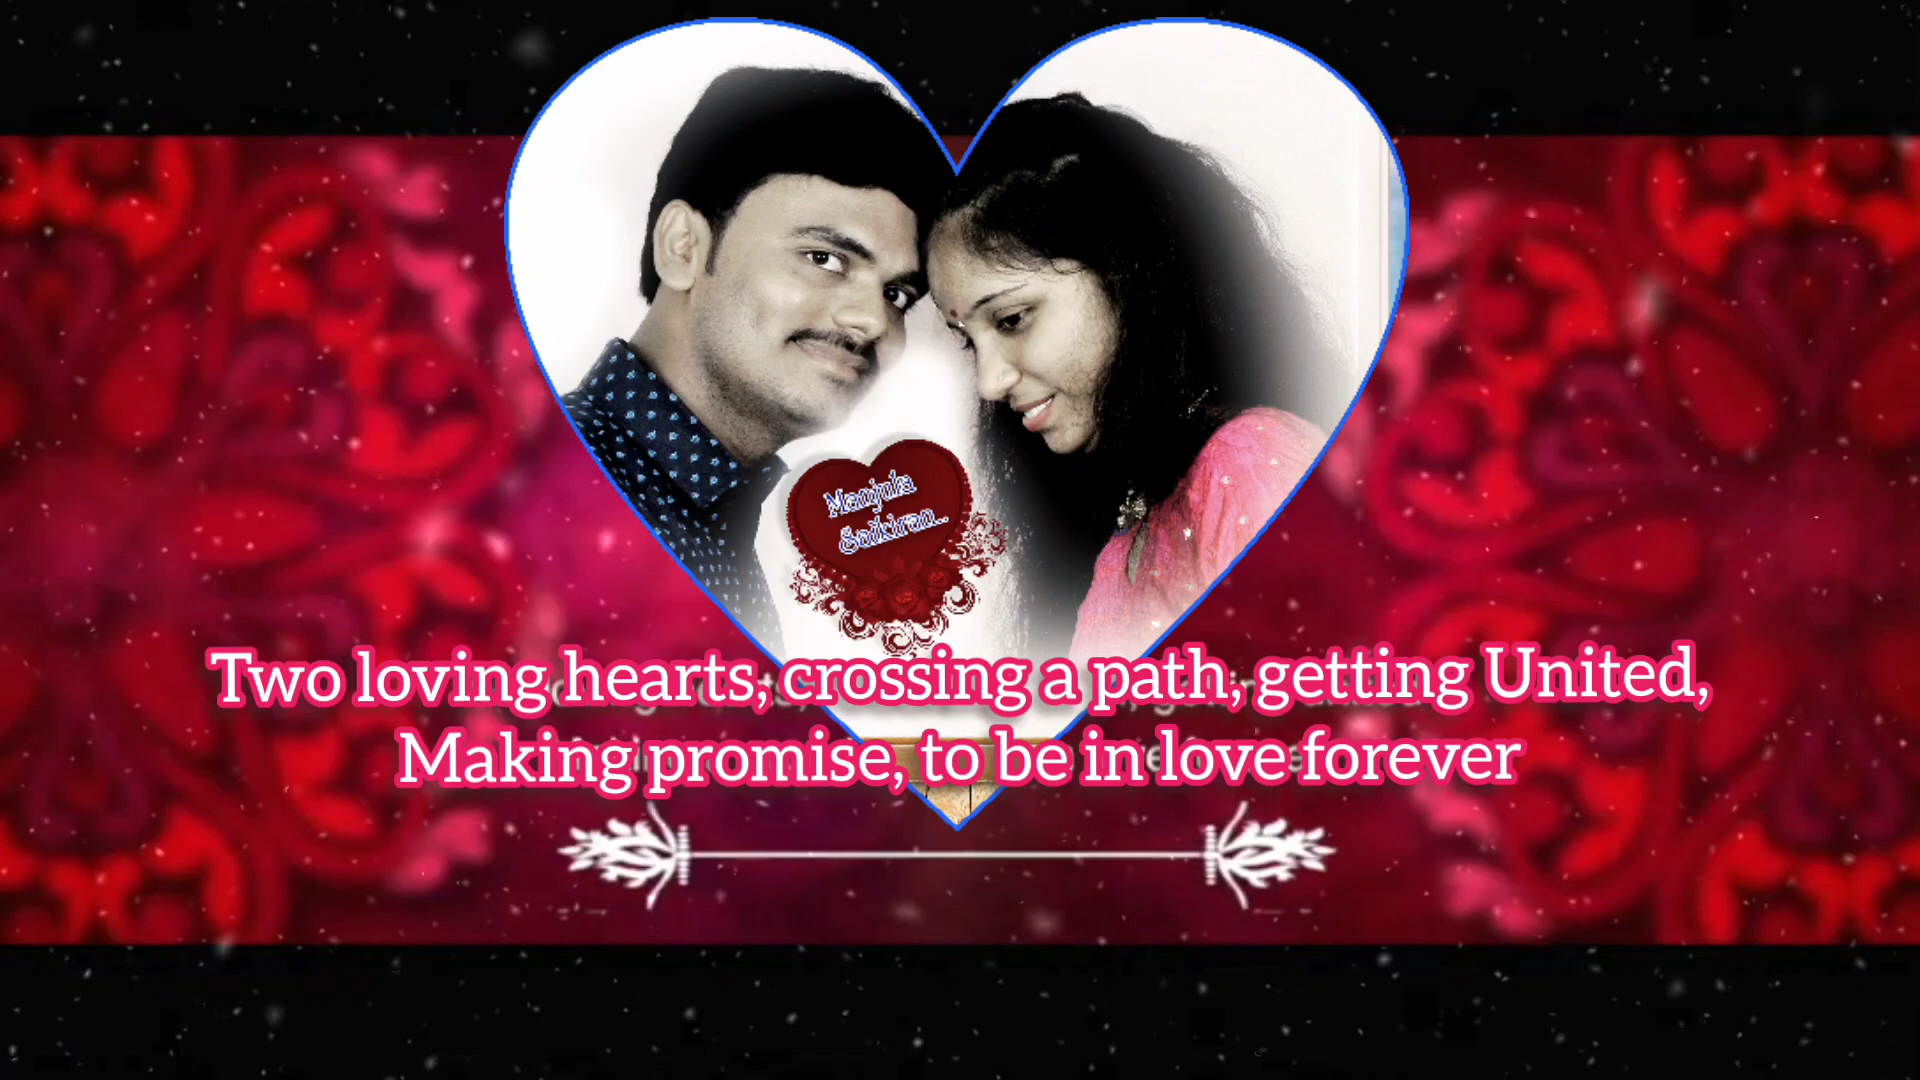 Manjula
Saikiran..
Two loving hearts, crossing a path, getting United,
Making promise, to be in love forever